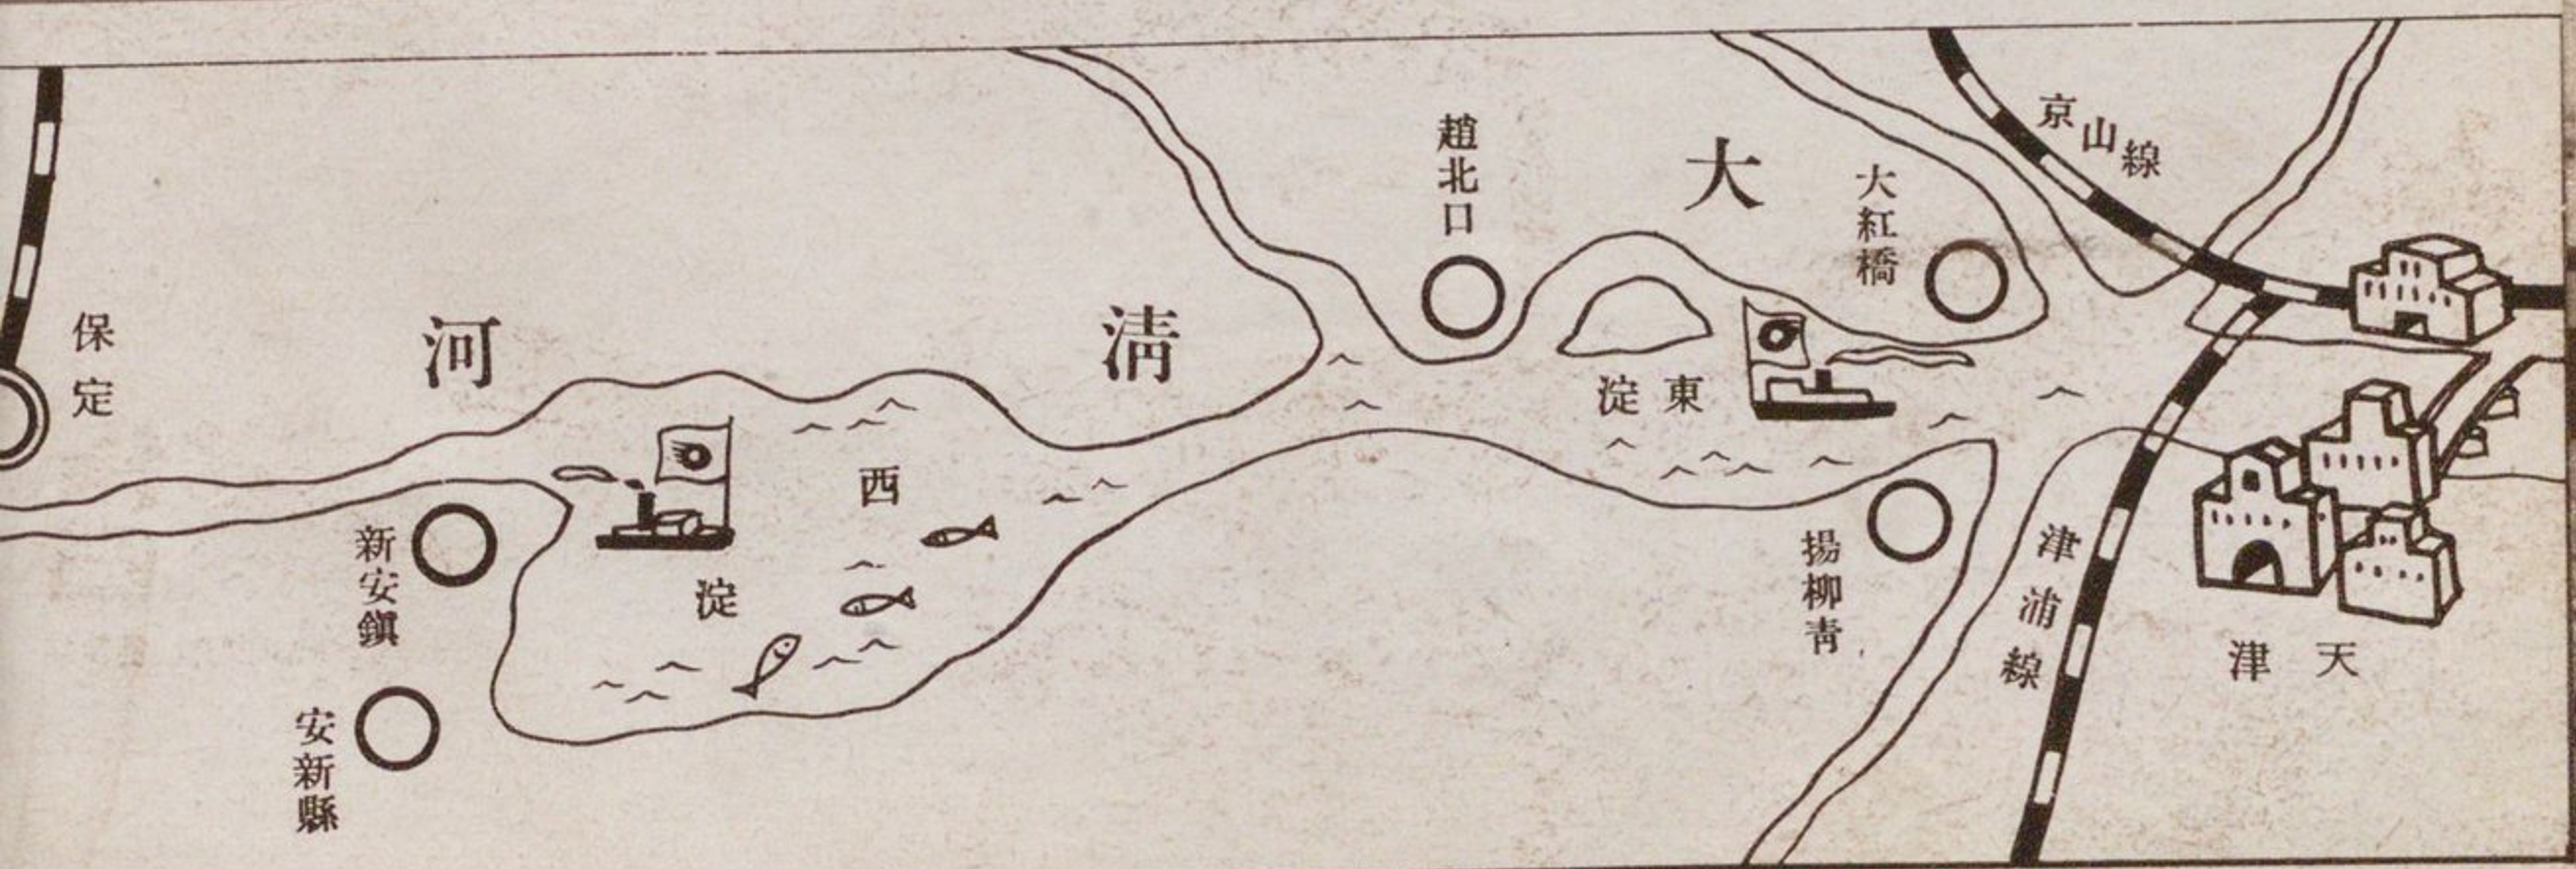 京山線
大清河
大紅橋
趙北口
東淀
西淀
揚柳青
津浦線
天津
保定
新安鎭
安新縣